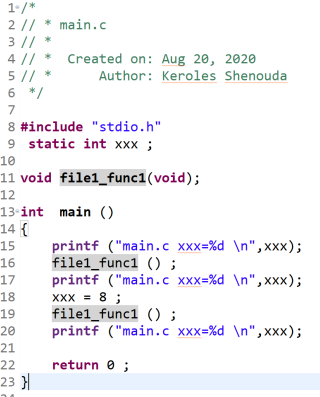 1 /*
2 // * main.c
3 // *
4 // *  Created on: Aug 20, 2020
5 // *      Author: Keroles Shenouda
6  */
7
8 #include "stdio.h"
9  static int xxx ;
10
11 void file1_func1(void);
12
13 int  main ()
14 {
15     printf ("main.c xxx=%d \n",xxx);
16     file1_func1 () ;
17     printf ("main.c xxx=%d \n",xxx);
18     xxx = 8 ;
19     file1_func1 () ;
20     printf ("main.c xxx=%d \n",xxx);
21
22     return 0 ;
23 }